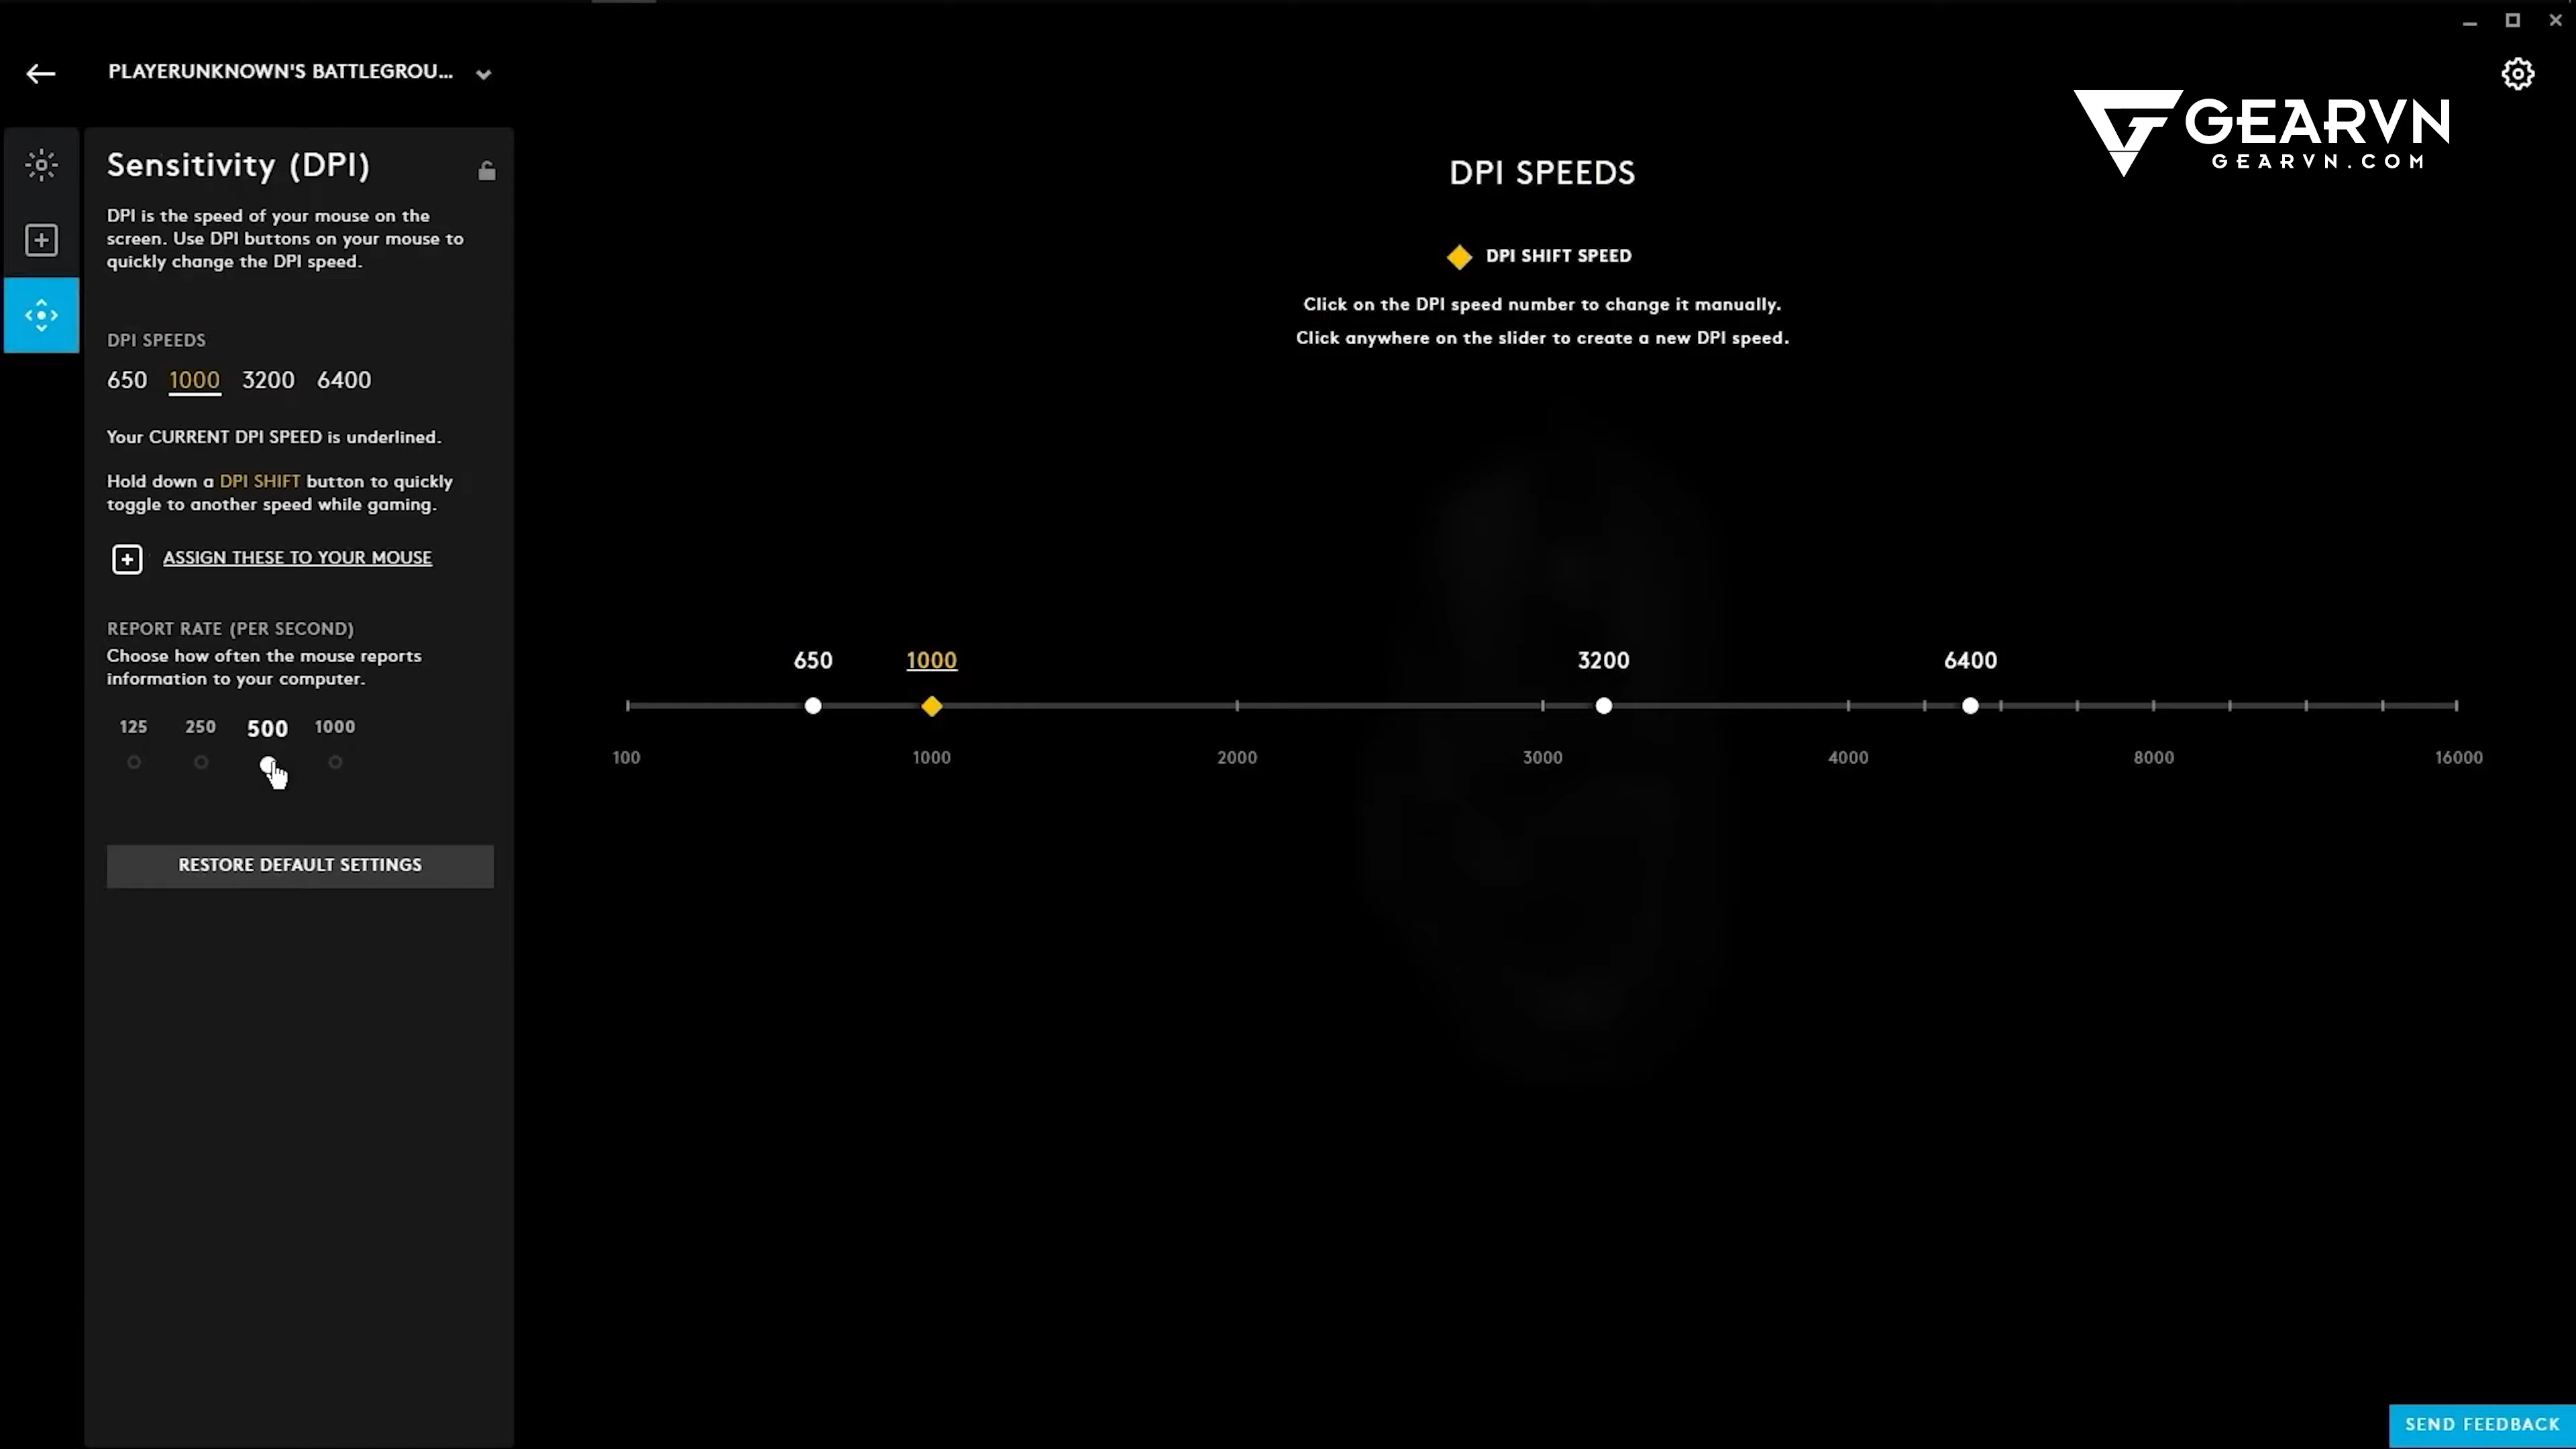 PLAYERUNKNOWN'S BATTLEGROU...
GEARVN
GEARVN.COM
Sensitivity (DPI)
DPI is the speed of your mouse on the
screen. Use DPI buttons on your mouse to
quickly change the DPI speed.
DPI SPEEDS
650 1000 3200 6400
Your CURRENT DPI SPEED is underlined.
Hold down a DPI SHIFT button to quickly
toggle to another speed while gaming.
ASSIGN THESE TO YOUR MOUSE
REPORT RATE (PER SECOND)
Choose how often the mouse reports
information to your computer.
125 250 500 1000
RESTORE DEFAULT SETTINGS
DPI SPEEDS
DPI SHIFT SPEED
Click on the DPI speed number to change it manually.
Click anywhere on the slider to create a new DPI speed.
650 1000 3200 6400
100 1000 2000 3000 4000 8000 16000
SEND FEEDBACK